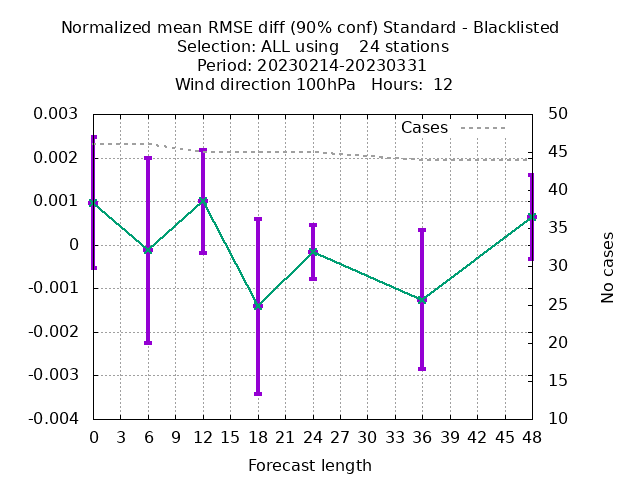 Normalized mean RMSE diff (90% conf) Standard - Blacklisted
Selection: ALL using    24 stations
Period: 20230214-20230331
Wind direction 100hPa   Hours:  12
Cases
0.003
0.002
0.001
0
-0.001
-0.002
-0.003
-0.004
50
45
40
35
30
25
20
15
10
No cases
0 3 6 9 12 15 18 21 24 27 30 33 36 39 42 45 48
Forecast length